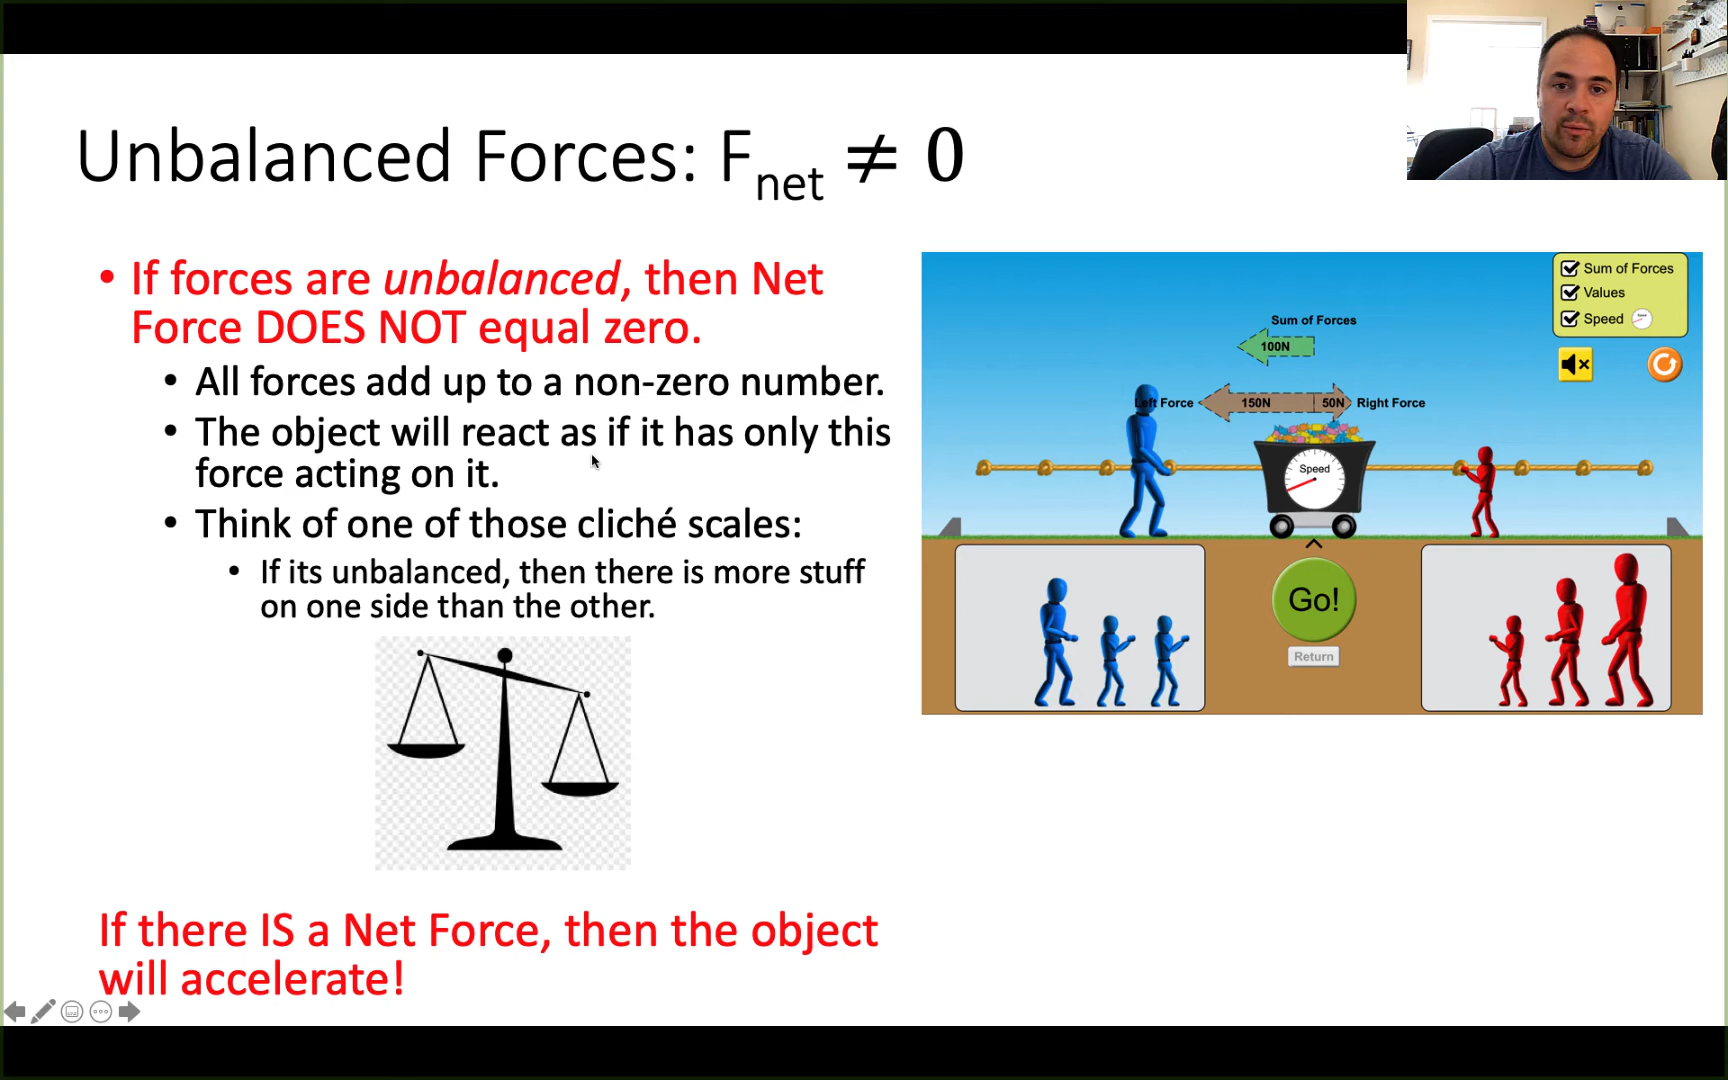 Unbalanced Forces: Fnet ≠ 0
• If forces are unbalanced, then Net
Force DOES NOT equal zero.
• All forces add up to a non-zero number.
• The object will react as if it has only this
force acting on it.
• Think of one of those cliché scales:
• If its unbalanced, then there is more stuff
on one side than the other.
If there IS a Net Force, then the object
will accelerate!
Sum of Forces
Values
Speed
Sum of Forces
100N
Left Force
150N
50N
Right Force
Speed
Go!
Return